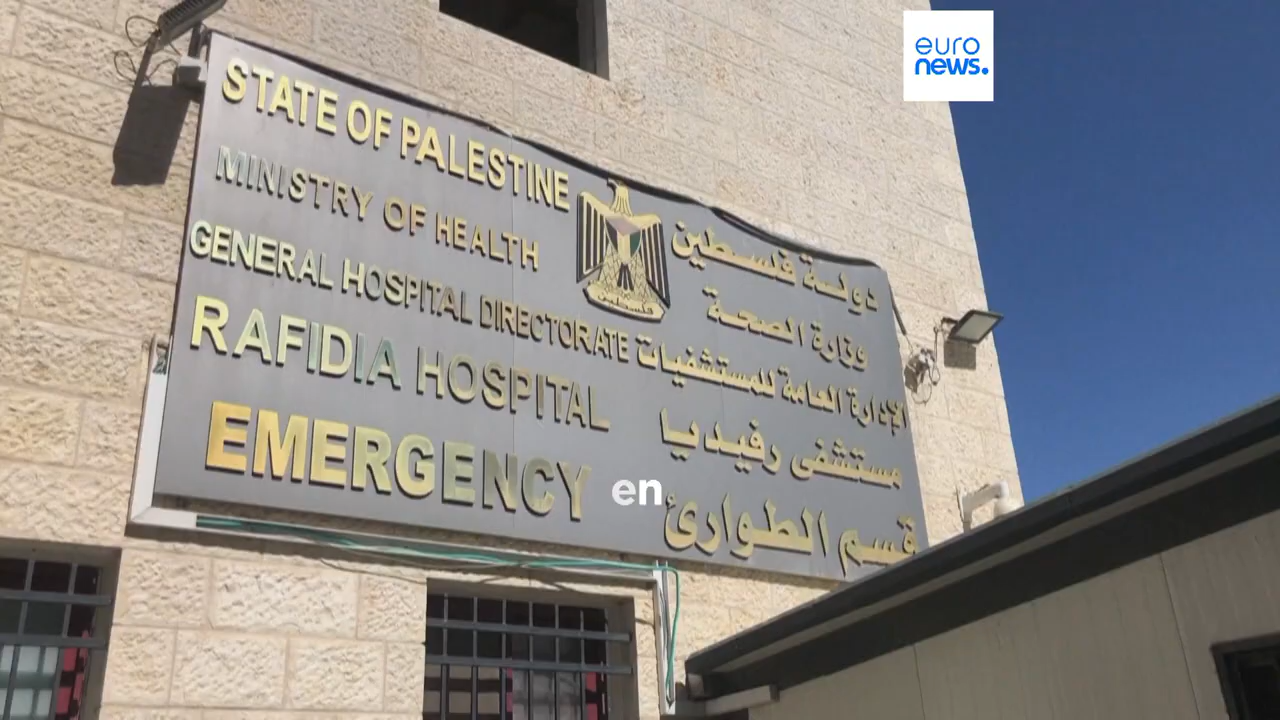 euro
news.
STATE OF PALESTINE
MINISTRY OF HEALTH
GENERAL HOSPITAL DIRECTORATE
RAFIDIA HOSPITAL
EMERGENCY
دولة فلسطين
وزارة الصحة
الإدارة العامة للمستشفيات
مستشفى رفيديا
قسم الطوارئ
فلسطين
en